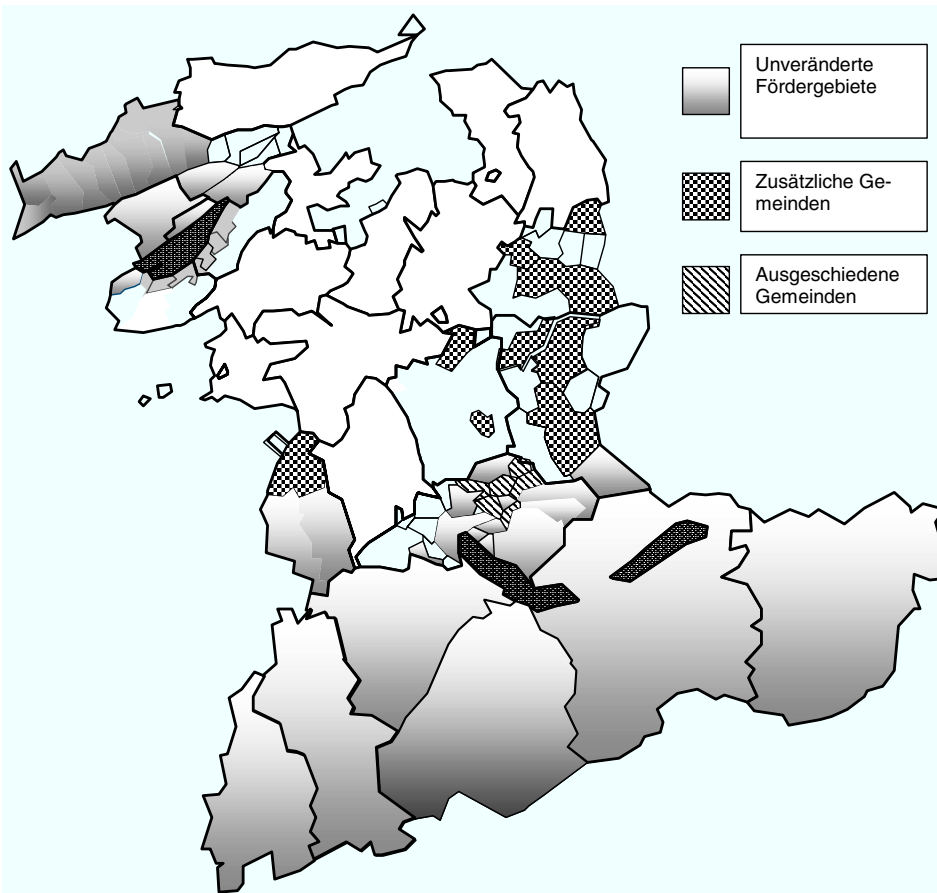 Unveränderte
Fördergebiete
Zusätzliche Ge-
meinden
Ausgeschiedene
Gemeinden